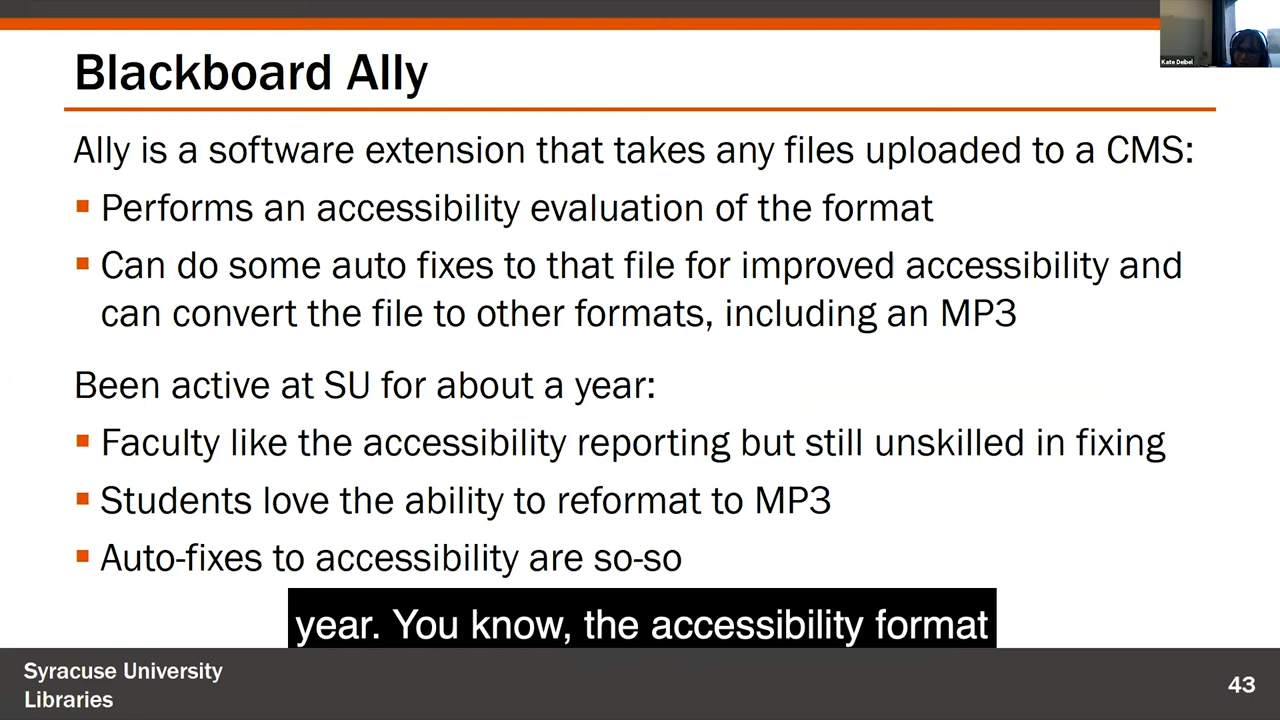 Kate Deibel
Blackboard Ally
Ally is a software extension that takes any files uploaded to a CMS:
Performs an accessibility evaluation of the format
Can do some auto fixes to that file for improved accessibility and
can convert the file to other formats, including an MP3
Been active at SU for about a year:
Faculty like the accessibility reporting but still unskilled in fixing
Students love the ability to reformat to MP3
Auto-fixes to accessibility are so-so
year. You know, the accessibility format
Syracuse University
Libraries
43